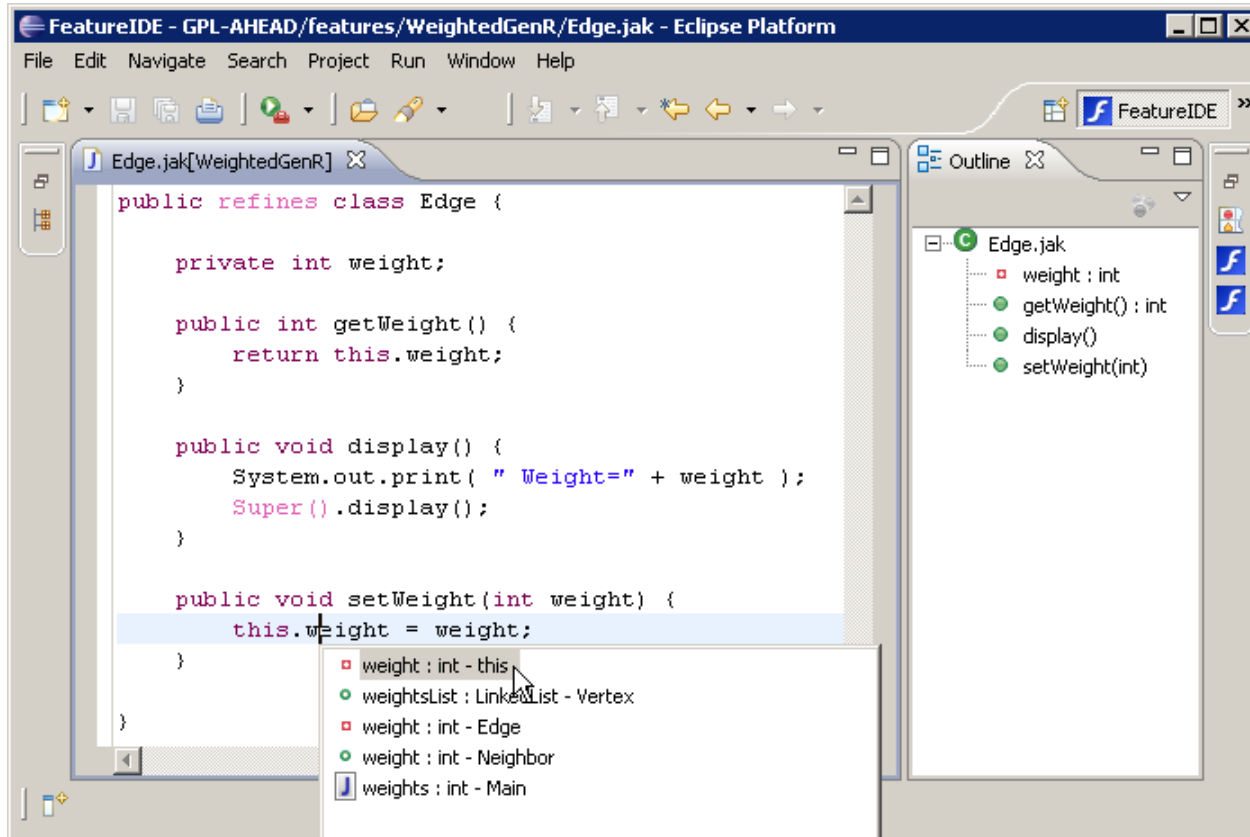 FeatureIDE - GPL-AHEAD/features/WeightedGenR/Edge.jak - Eclipse Platform
File Edit Navigate Search Project Run Window Help
FeatureIDE
Edge.jak[WeightedGenR]
public refines class Edge {
private int weight;
public int getWeight() {
return this.weight;
}
public void display() {
System.out.print( " Weight=" + weight );
Super().display();
}
public void setWeight(int weight) {
this.weight = weight;
}
}
weight : int - this
weightsList : LinkedList - Vertex
weight : int - Edge
weight : int - Neighbor
weights : int - Main
Outline
Edge.jak
weight : int
getWeight() : int
display()
setWeight(int)